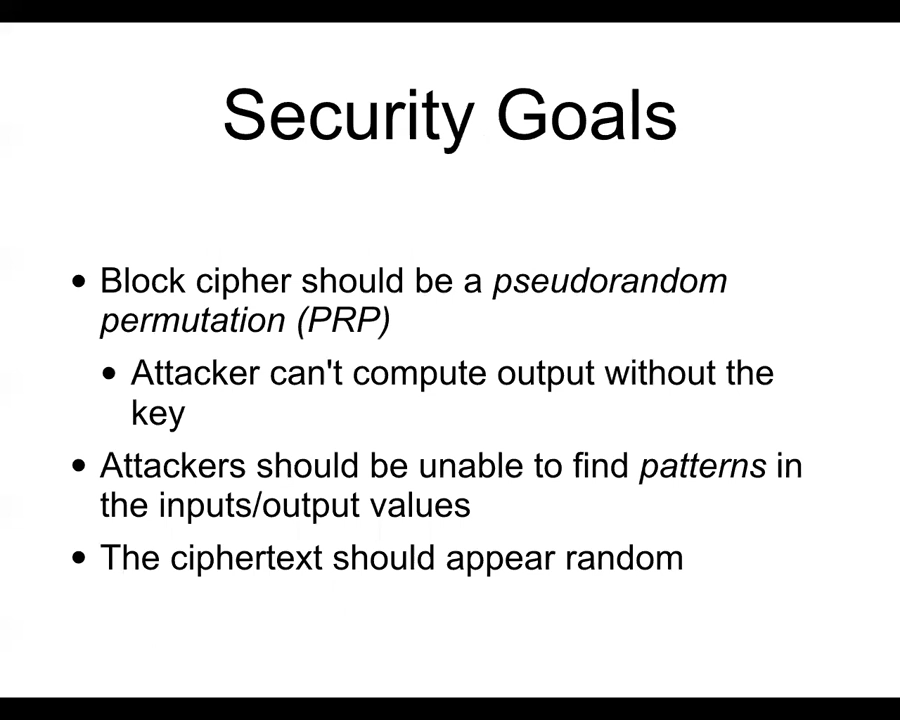 Security Goals
• Block cipher should be a pseudorandom
permutation (PRP)
• Attacker can't compute output without the
key
• Attackers should be unable to find patterns in
the inputs/output values
• The ciphertext should appear random